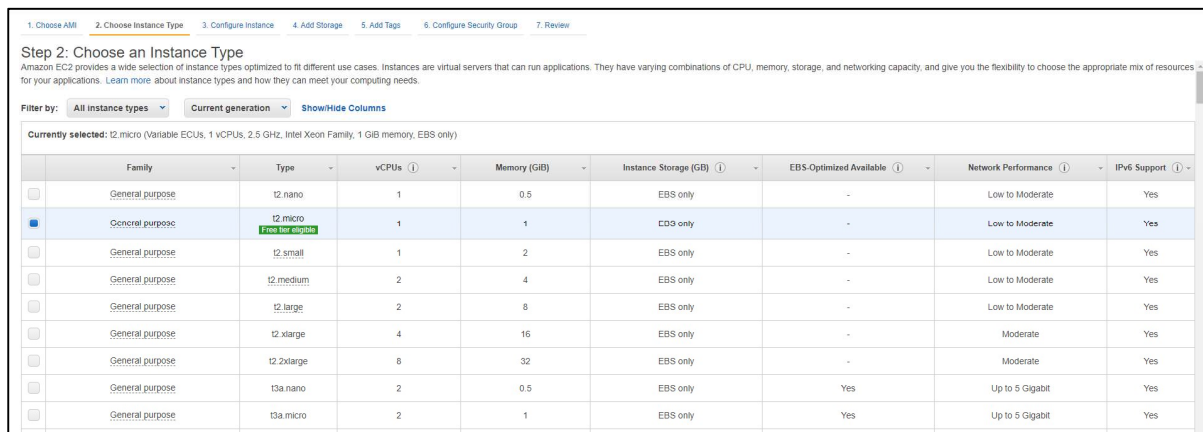 1. Choose AMI 2. Choose Instance Type 3. Configure Instance 4. Add Storage 5. Add Tags 6. Configure Security Group 7. Review
Step 2: Choose an Instance Type
Amazon EC2 provides a wide selection of instance types optimized to fit different use cases. Instances are virtual servers that can run applications. They have varying combinations of CPU, memory, storage, and networking capacity, and give you the flexibility to choose the appropriate mix of resources
for your applications. Learn more about instance types and how they can meet your computing needs.
Filter by: All instance types Current generation Show/Hide Columns
Currently selected: t2.micro (Variable ECUs, 1 vCPUs, 2.5 GHz, Intel Xeon Family, 1 GiB memory, EBS only)
Family Type vCPUs Memory (GiB) Instance Storage (GB) EBS-Optimized Available Network Performance IPv6 Support
General purpose t2.nano 1 0.5 EBS only - Low to Moderate Yes
General purpose t2.micro 1 1 EBS only - Low to Moderate Yes
Free tier eligible
General purpose t2.small 1 2 EBS only - Low to Moderate Yes
General purpose t2.medium 2 4 EBS only - Low to Moderate Yes
General purpose t2.large 2 8 EBS only - Low to Moderate Yes
General purpose t2.xlarge 4 16 EBS only - Moderate Yes
General purpose t2.2xlarge 8 32 EBS only - Moderate Yes
General purpose t3a.nano 2 0.5 EBS only Yes Up to 5 Gigabit Yes
General purpose t3a.micro 2 1 EBS only Yes Up to 5 Gigabit Yes